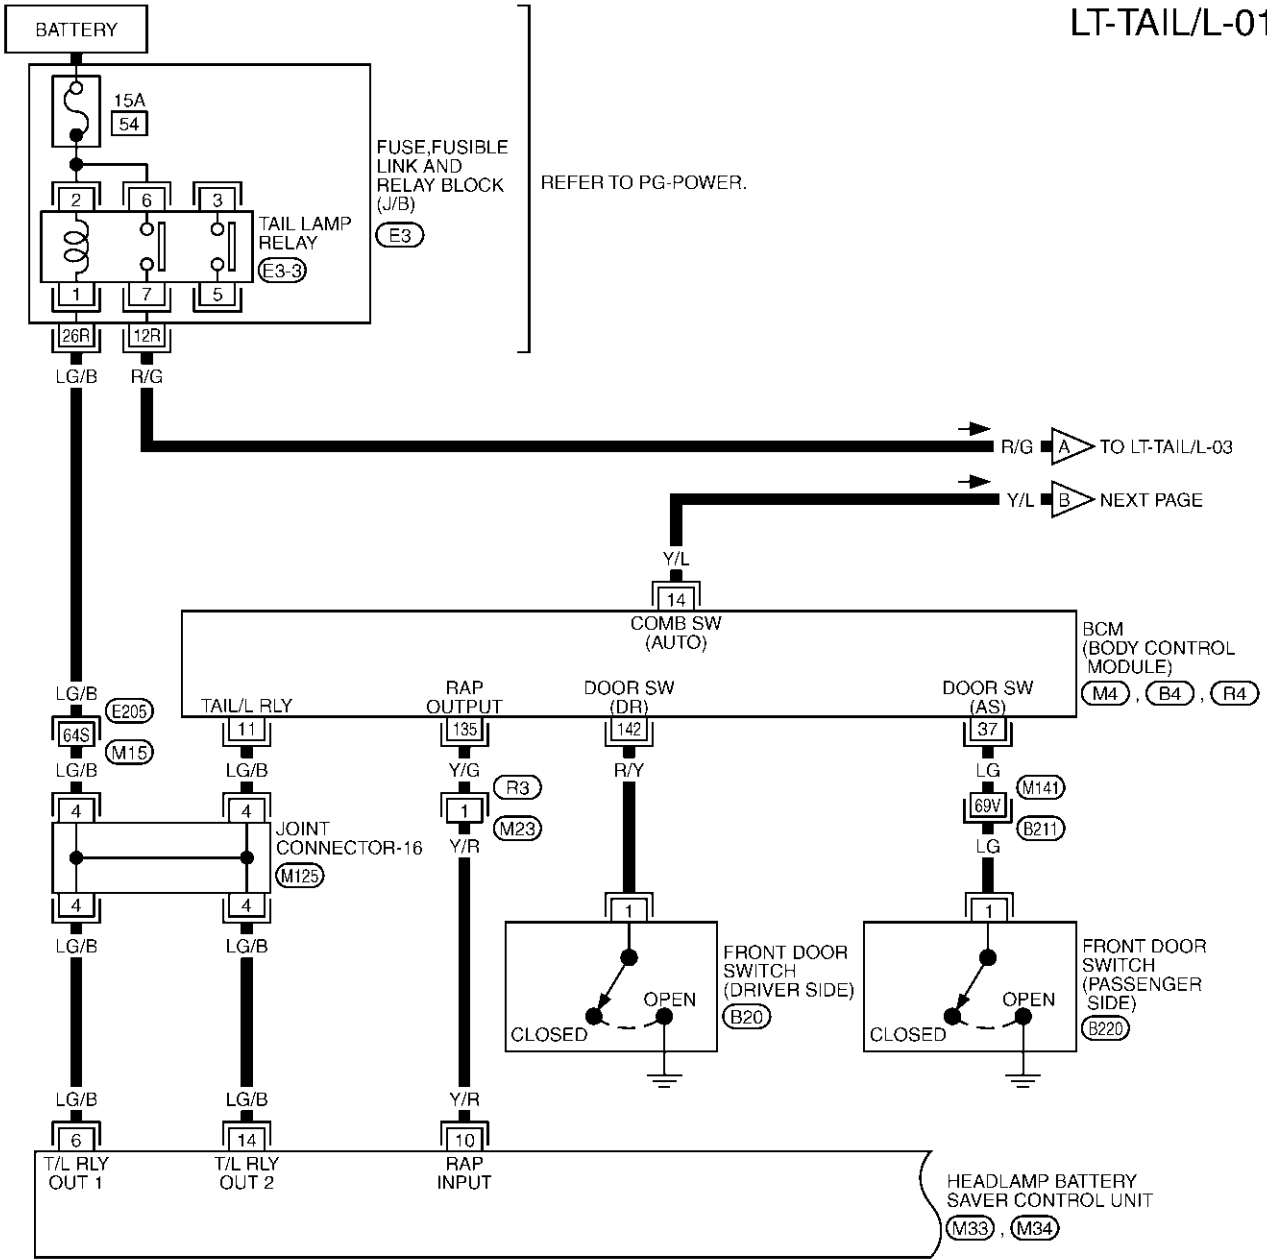 LT-TAIL/L-01
BATTERY
15A
54
FUSE,FUSIBLE
LINK AND
RELAY BLOCK
(J/B)
E3
REFER TO PG-POWER.
2
6
3
TAIL LAMP
RELAY
E3-3
1
7
5
26R
12R
LG/B
R/G
R/G
A
TO LT-TAIL/L-03
Y/L
B
NEXT PAGE
Y/L
14
COMB SW
(AUTO)
BCM
(BODY CONTROL
MODULE)
M4 , B4 , R4
TAIL/L RLY
RAP
OUTPUT
DOOR SW
(DR)
DOOR SW
(AS)
LG/B
E205
64S
M15
11
135
142
37
LG/B
LG/B
Y/G
R/Y
LG
R3
M141
4
4
1
69V
M23
B211
JOINT
CONNECTOR-16
M125
Y/R
LG
4
4
1
1
LG/B
LG/B
FRONT DOOR
SWITCH
(DRIVER SIDE)
B20
OPEN
CLOSED
FRONT DOOR
SWITCH
(PASSENGER
SIDE)
B220
OPEN
CLOSED
LG/B
LG/B
Y/R
6
14
10
T/L RLY
OUT 1
T/L RLY
OUT 2
RAP
INPUT
HEADLAMP BATTERY
SAVER CONTROL UNIT
M33 , M34